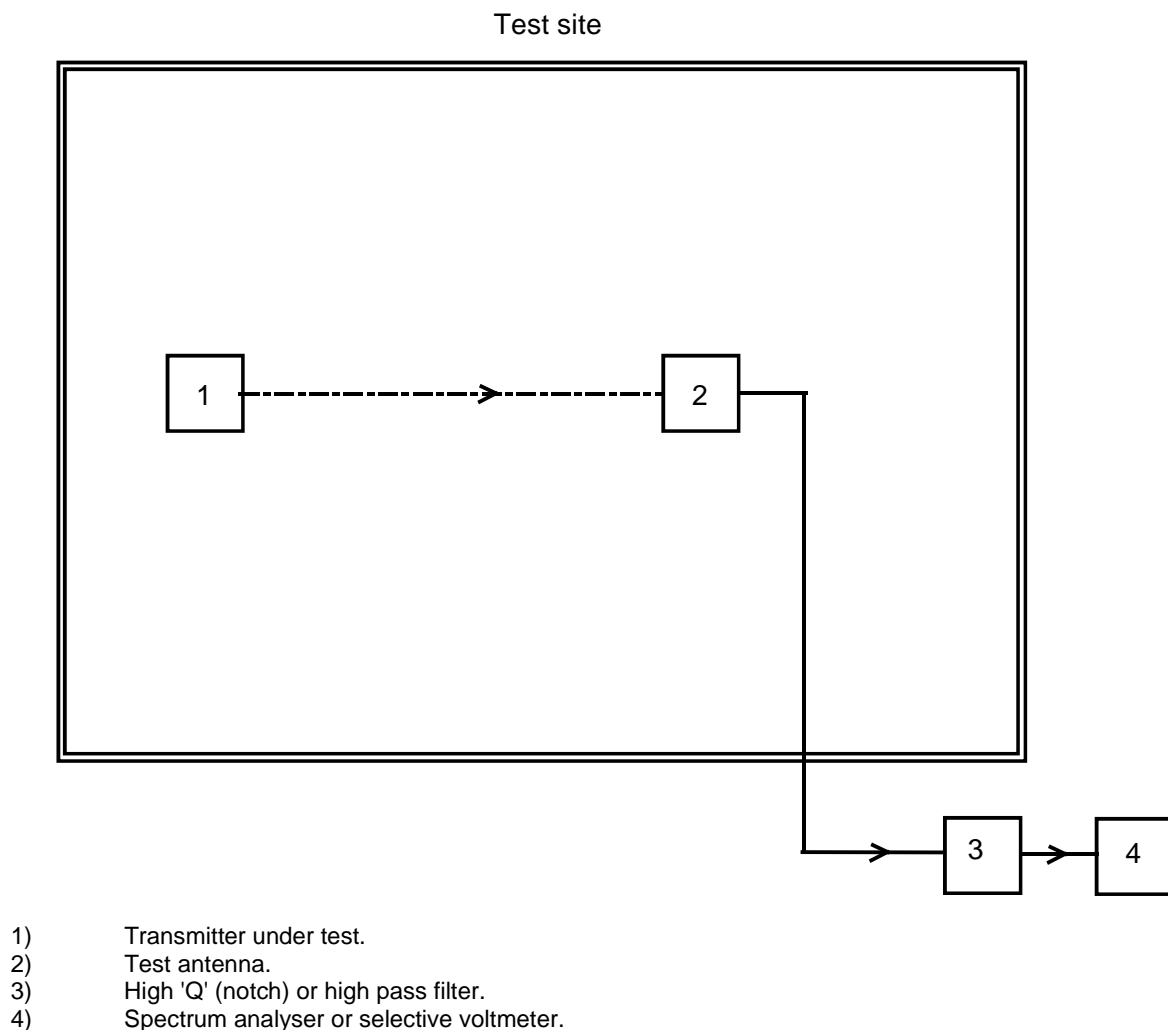 Test site
1
2
3
4
1) Transmitter under test.
2) Test antenna.
3) High 'Q' (notch) or high pass filter.
4) Spectrum analyser or selective voltmeter.